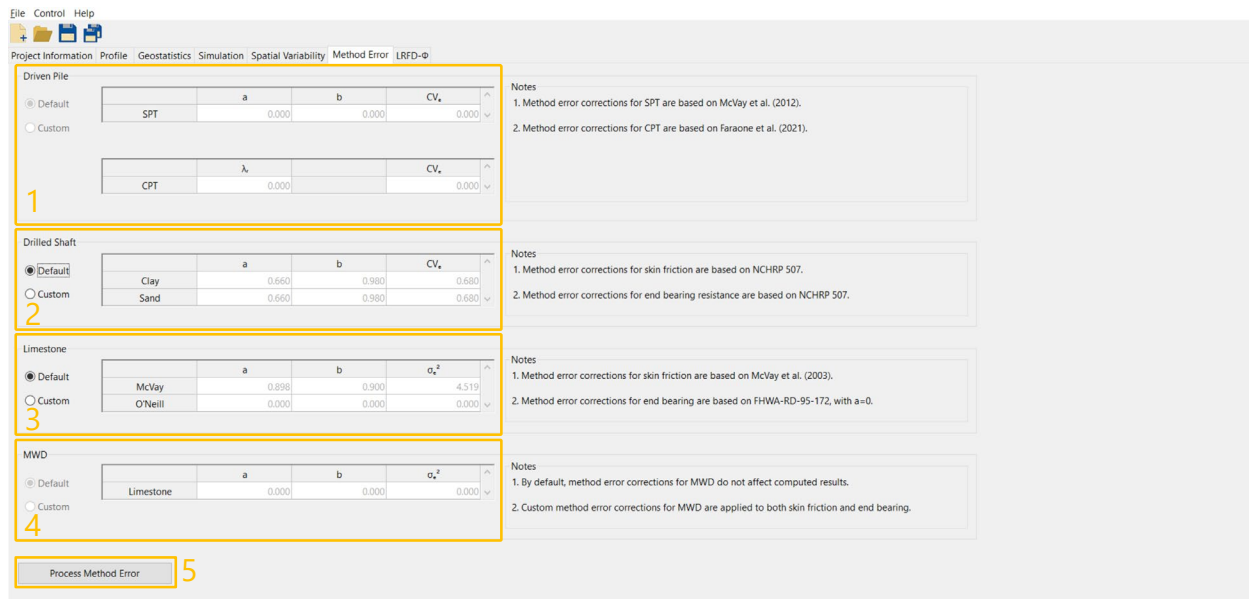 File Control Help
Project Information Profile Geostatistics Simulation Spatial Variability Method Error LRFD-Φ
Driven Pile
Default
Custom
a b CVₑ
SPT 0.000 0.000 0.000
λᵥ CVₑ
CPT 0.000 0.000
1
Notes
1. Method error corrections for SPT are based on McVay et al. (2012).
2. Method error corrections for CPT are based on Faraone et al. (2021).
Drilled Shaft
Default
Custom
a b CVₑ
Clay 0.660 0.980 0.680
Sand 0.660 0.980 0.680
2
Notes
1. Method error corrections for skin friction are based on NCHRP 507.
2. Method error corrections for end bearing resistance are based on NCHRP 507.
Limestone
Default
Custom
a b σₑ²
McVay 0.898 0.900 4.519
O'Neill 0.000 0.000 0.000
3
Notes
1. Method error corrections for skin friction are based on McVay et al. (2003).
2. Method error corrections for end bearing are based on FHWA-RD-95-172, with a=0.
MWD
Default
Custom
a b σₑ²
Limestone 0.000 0.000 0.000
4
Notes
1. By default, method error corrections for MWD do not affect computed results.
2. Custom method error corrections for MWD are applied to both skin friction and end bearing.
Process Method Error 5